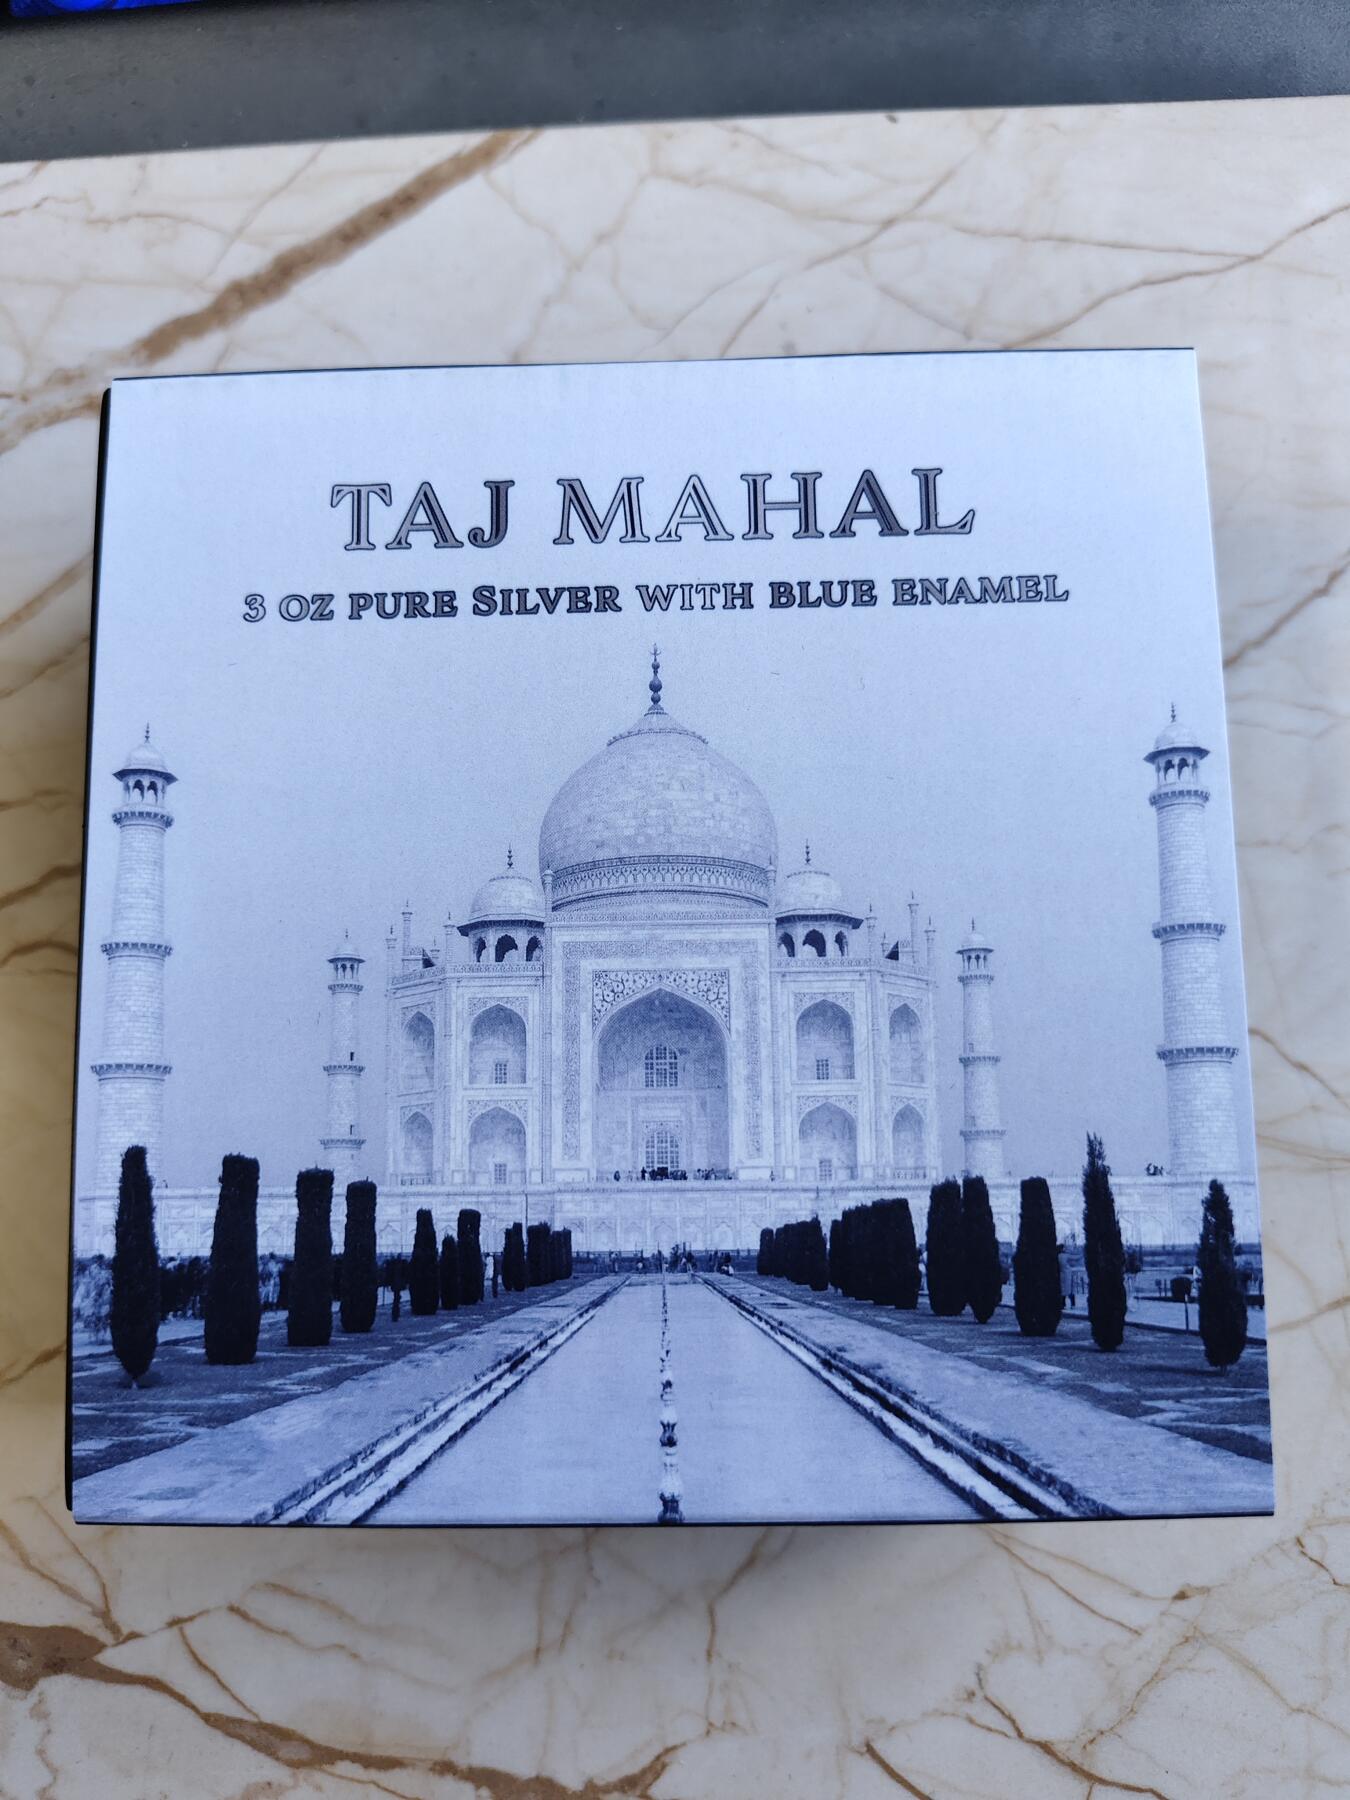 TAJ MAHAL
3 OZ PURE SILVER WITH BLUE ENAMEL